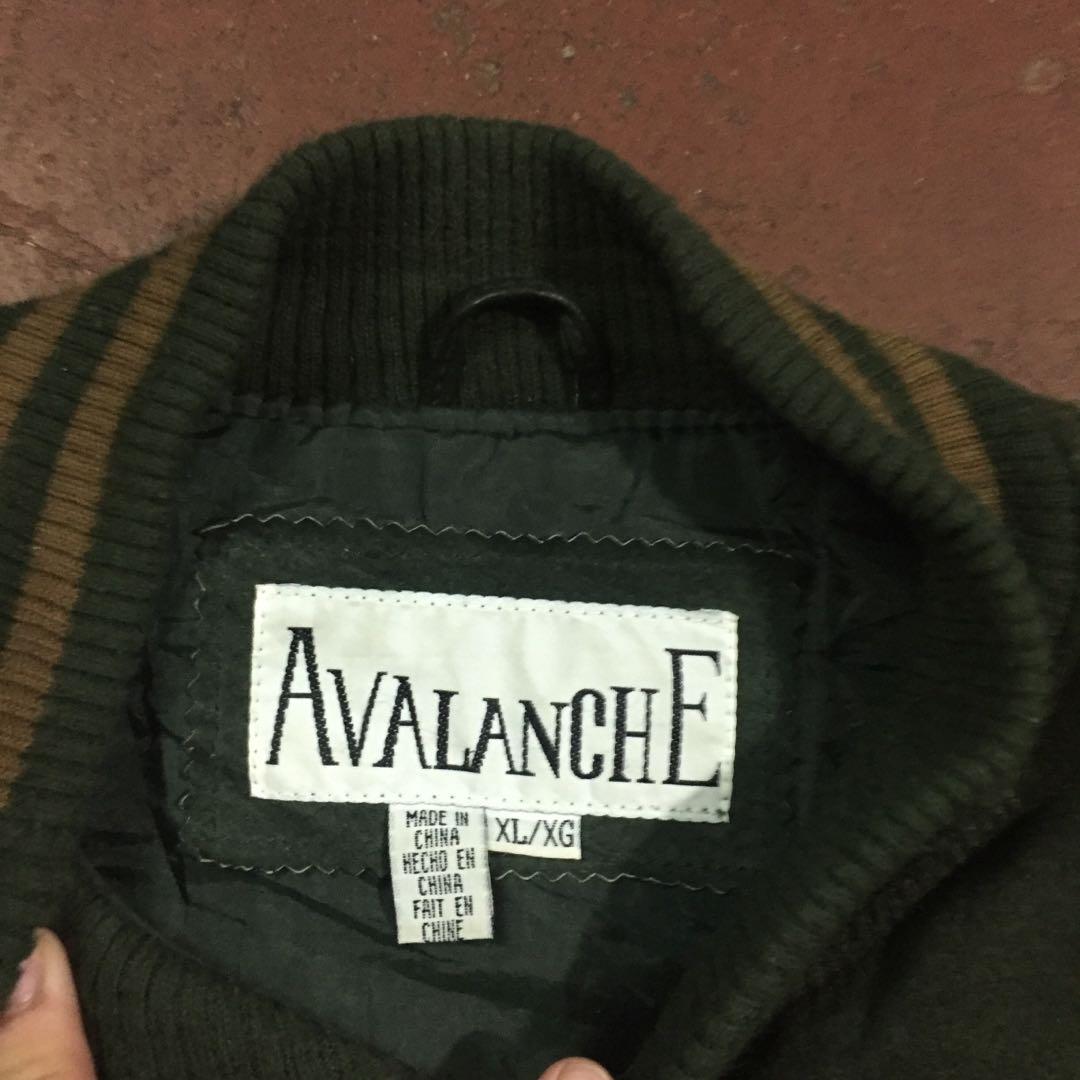 AVALANCHE
XL/XG
MADE IN
CHINA
HECHO EN
CHINA
FAIT EN
CHINE